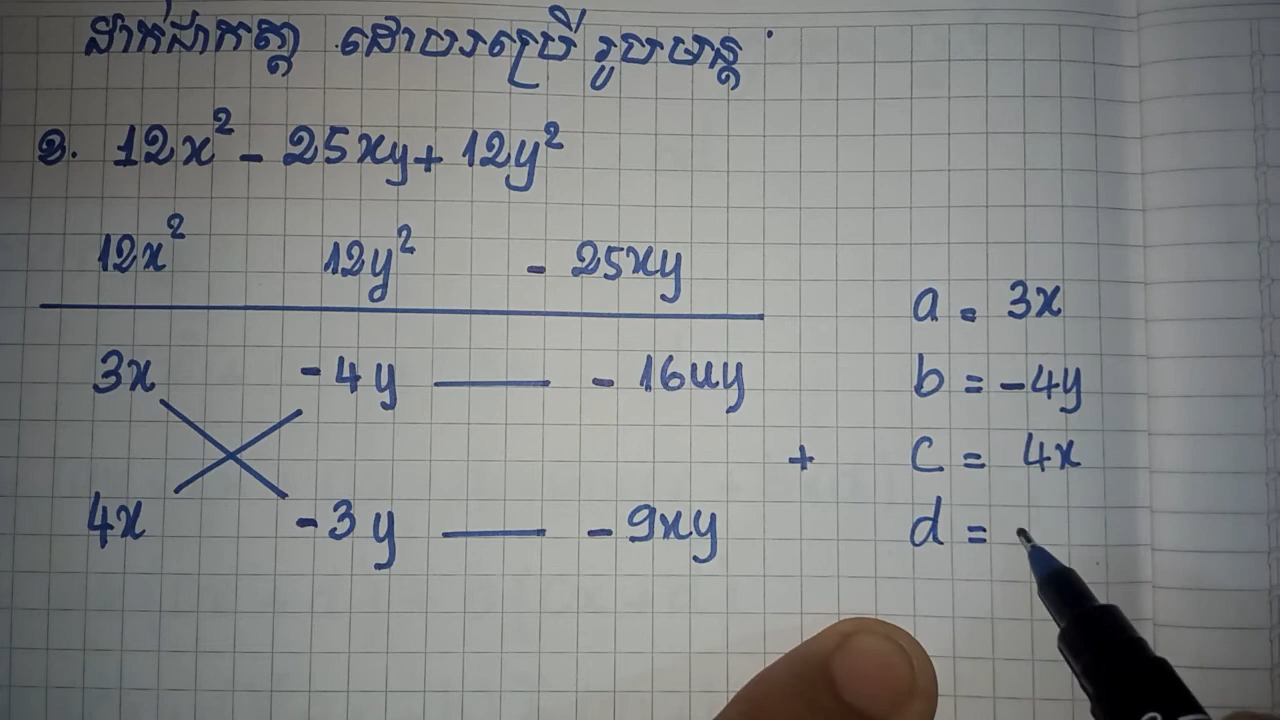 ដាក់ជាកត្តា ដោយប្រើ រូបមន្ត
១. 12x² - 25xy + 12y²
12x² 12y² - 25xy
3x -4y —— - 16xy
4x -3y —— - 9xy
+
a = 3x
b = -4y
c = 4x
d =